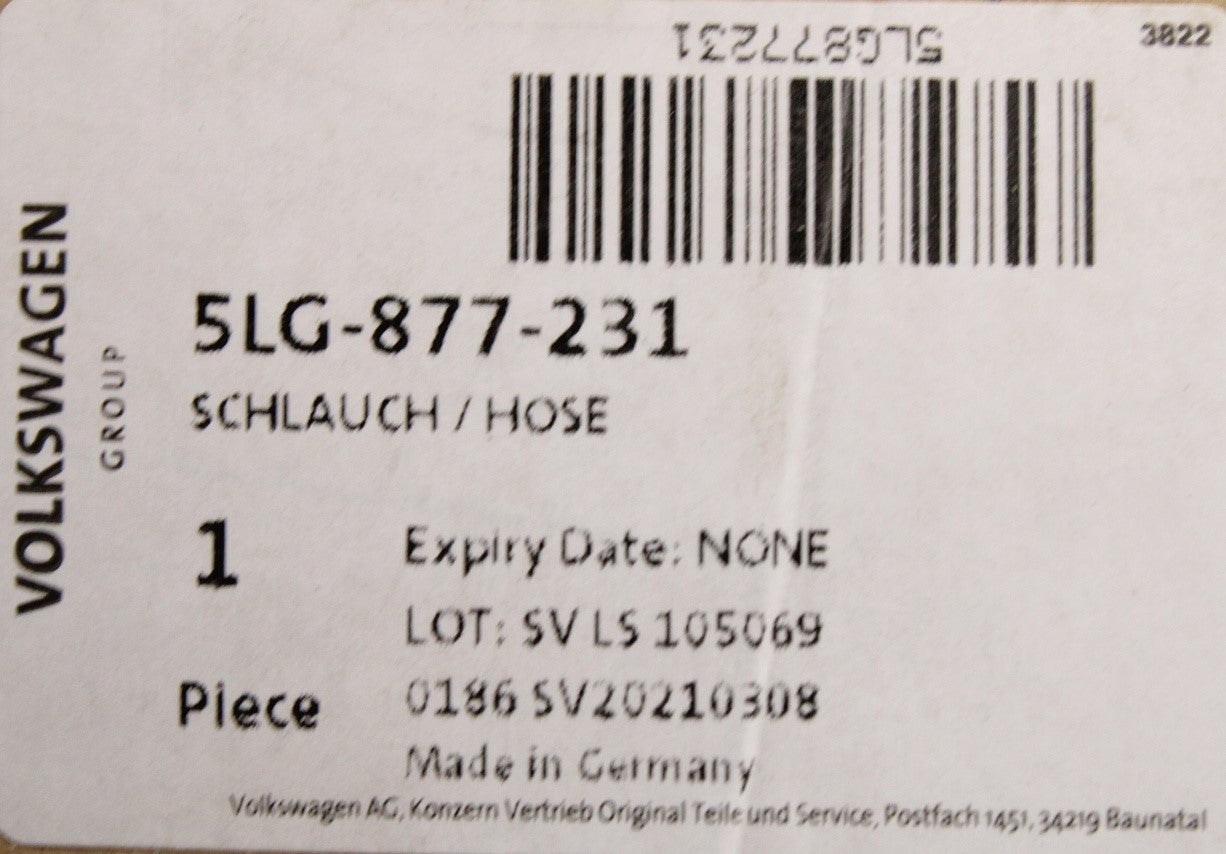 5LG877231
3822
VOLKSWAGEN
GROUP
5LG-877-231
SCHLAUCH / HOSE
1
Piece
Expiry Date: NONE
LOT: SV LS 105069
0186 SV20210308
Made in Germany
Volkswagen AG, Konzern Vertrieb Original Teile und Service, Postfach 1451, 34219 Baunatal